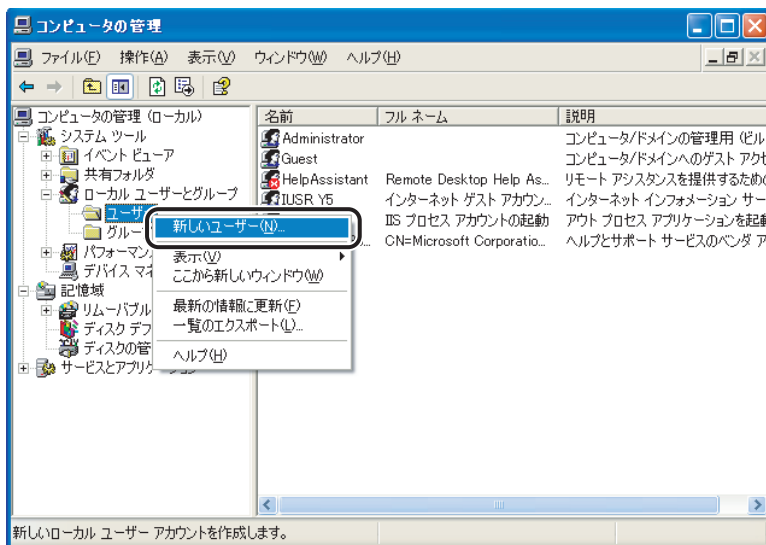 コンピュータの管理
ファイル(F) 操作(A) 表示(V) ウィンドウ(W) ヘルプ(H)
コンピュータの管理 (ローカル)
システム ツール
イベント ビューア
共有フォルダ
ローカル ユーザーとグループ
ユーザ
グルー
パフォーマン
デバイス マネ
記憶域
リムーバブル
ディスク デフ
ディスクの管
サービスとアプリケーション
名前 フル ネーム 説明
Administrator コンピュータ/ドメインの管理用 (ビル
Guest コンピュータ/ドメインへのゲスト アクセ
HelpAssistant Remote Desktop Help As... リモート アシスタンスを提供するため
IUSR_Y5 インターネット ゲスト アカウン... インターネット インフォメーション サー
IIS プロセス アカウントの起動 アウト プロセス アプリケーションを起動
CN=Microsoft Corporatio... ヘルプとサポート サービスのベンダ ア
新しいユーザー(N)...
表示(V)
ここから新しいウィンドウ(W)
最新の情報に更新(F)
一覧のエクスポート(L)...
ヘルプ(H)
新しいローカル ユーザー アカウントを作成します。